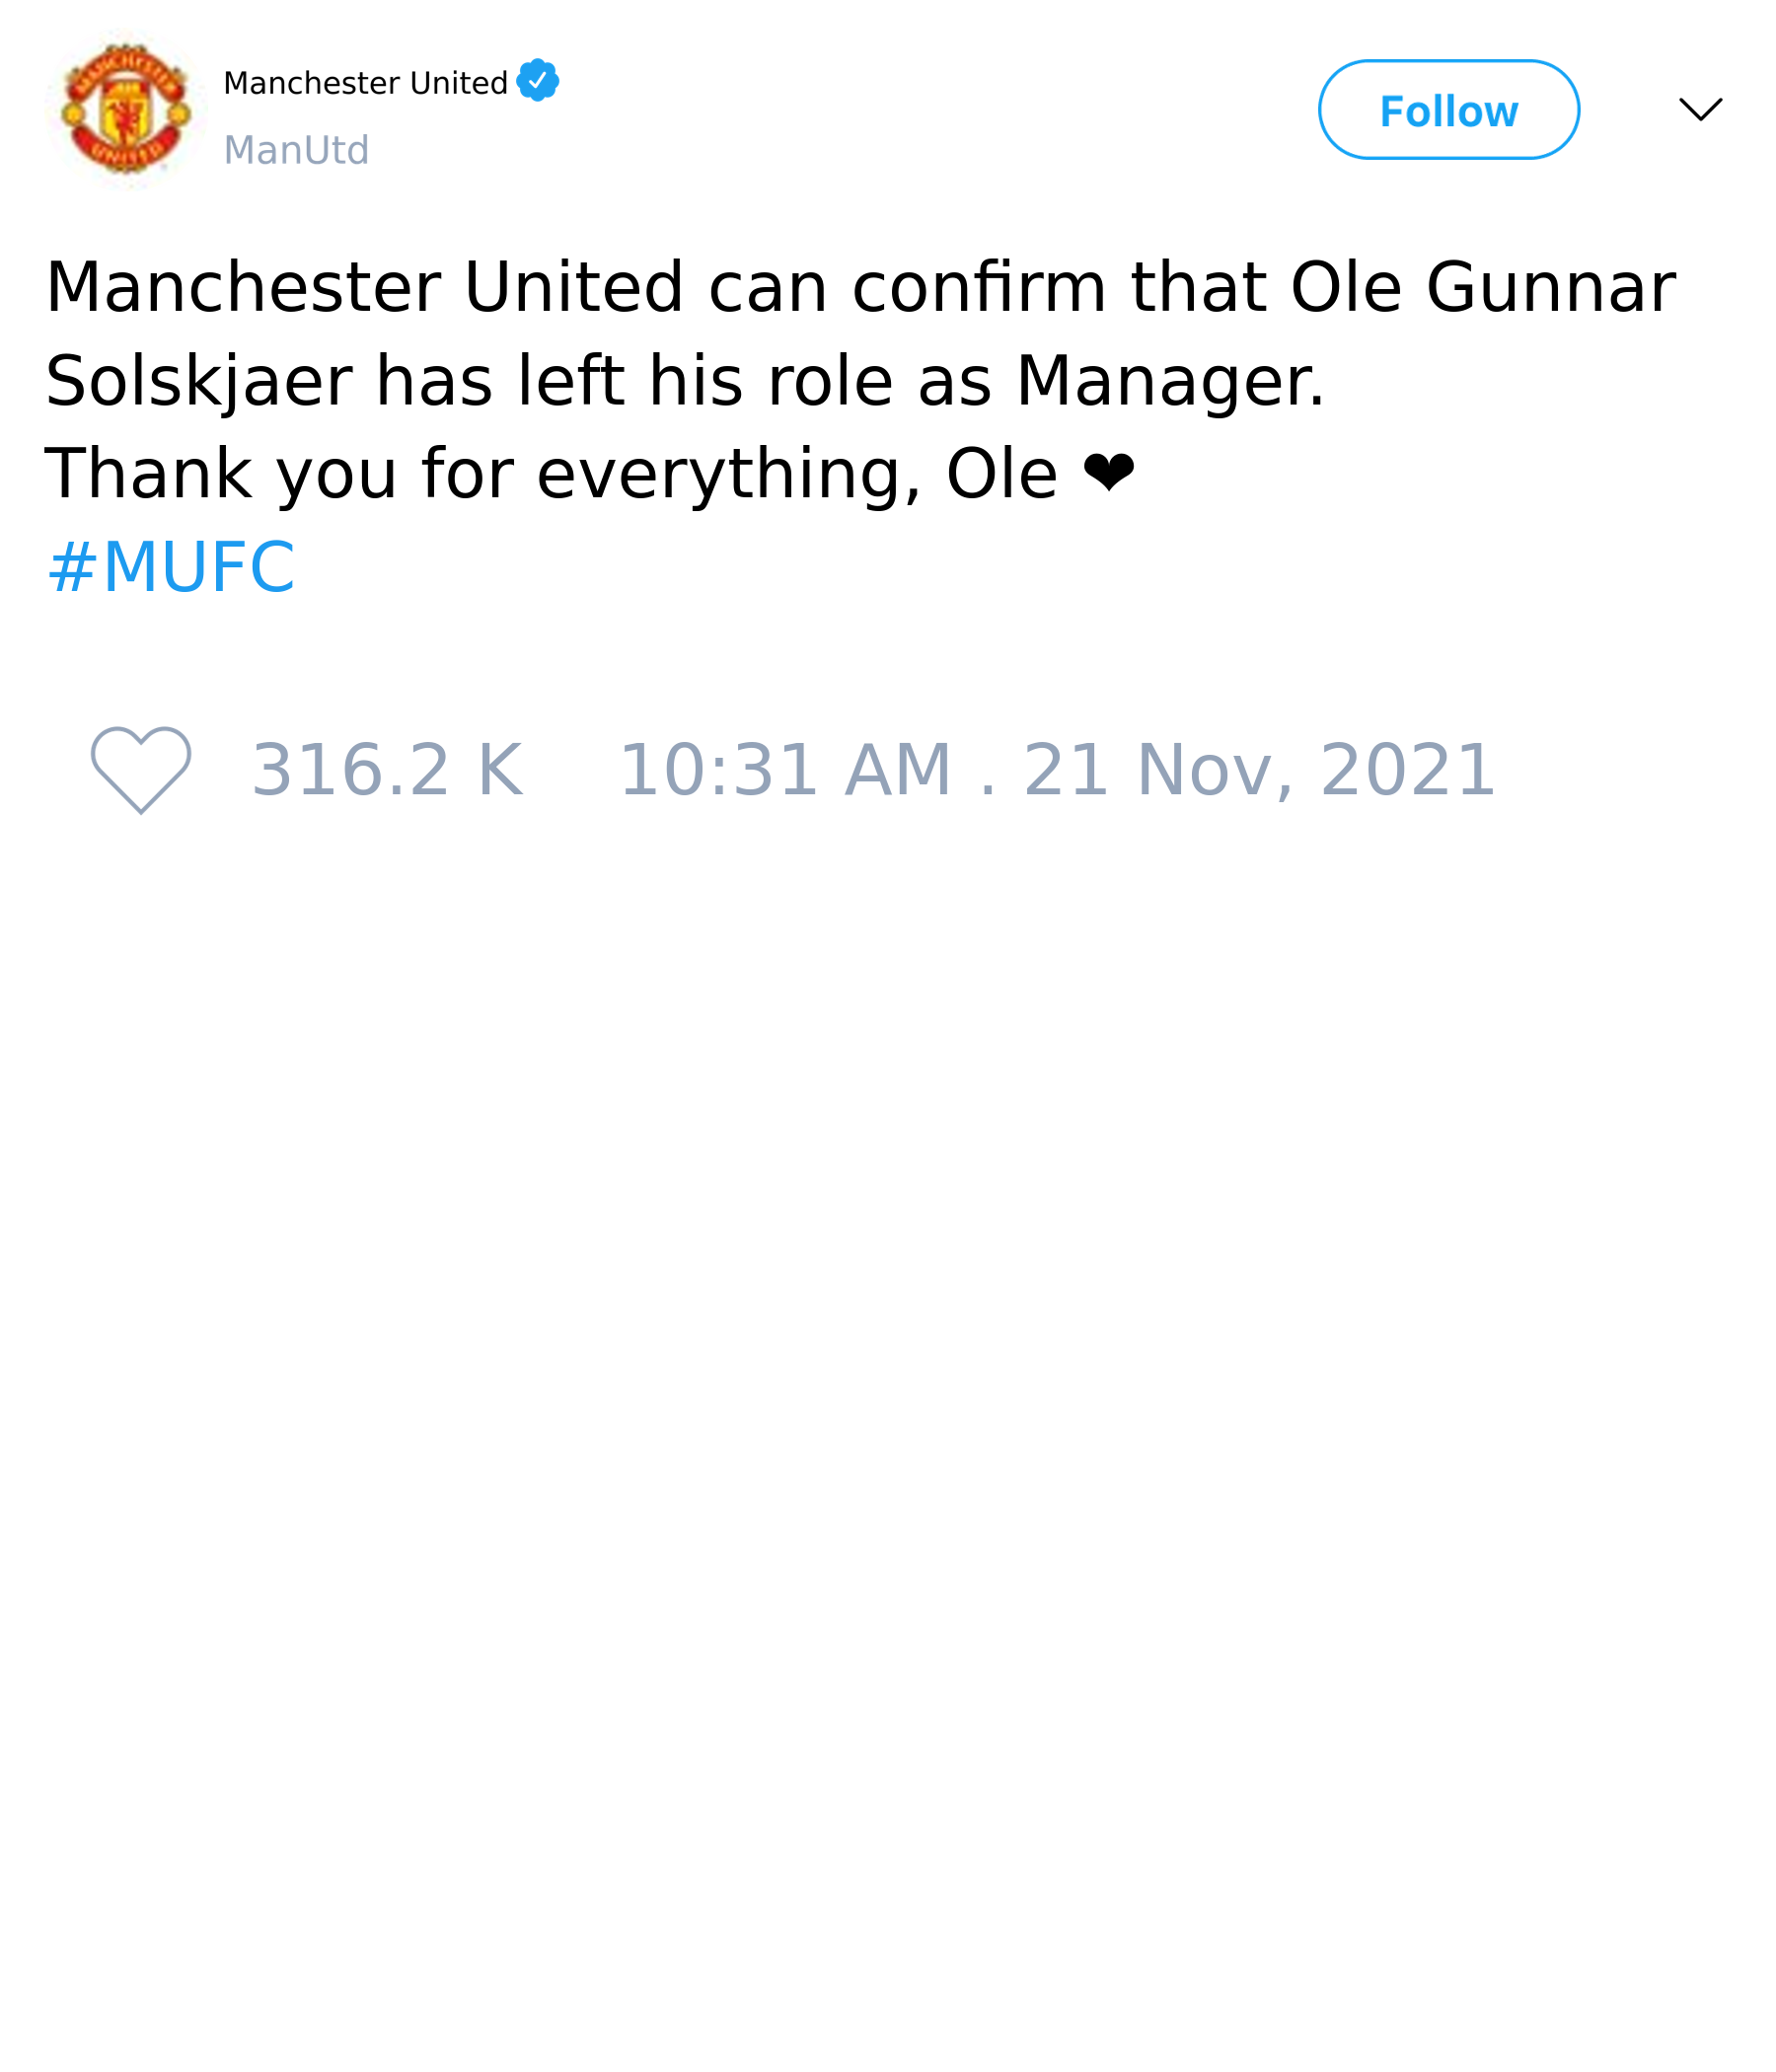 MANCHESTER
UNITED
Manchester United
ManUtd
Follow
Manchester United can confirm that Ole Gunnar
Solskjaer has left his role as Manager.
Thank you for everything, Ole ❤
#MUFC
316.2 K 10:31 AM . 21 Nov, 2021